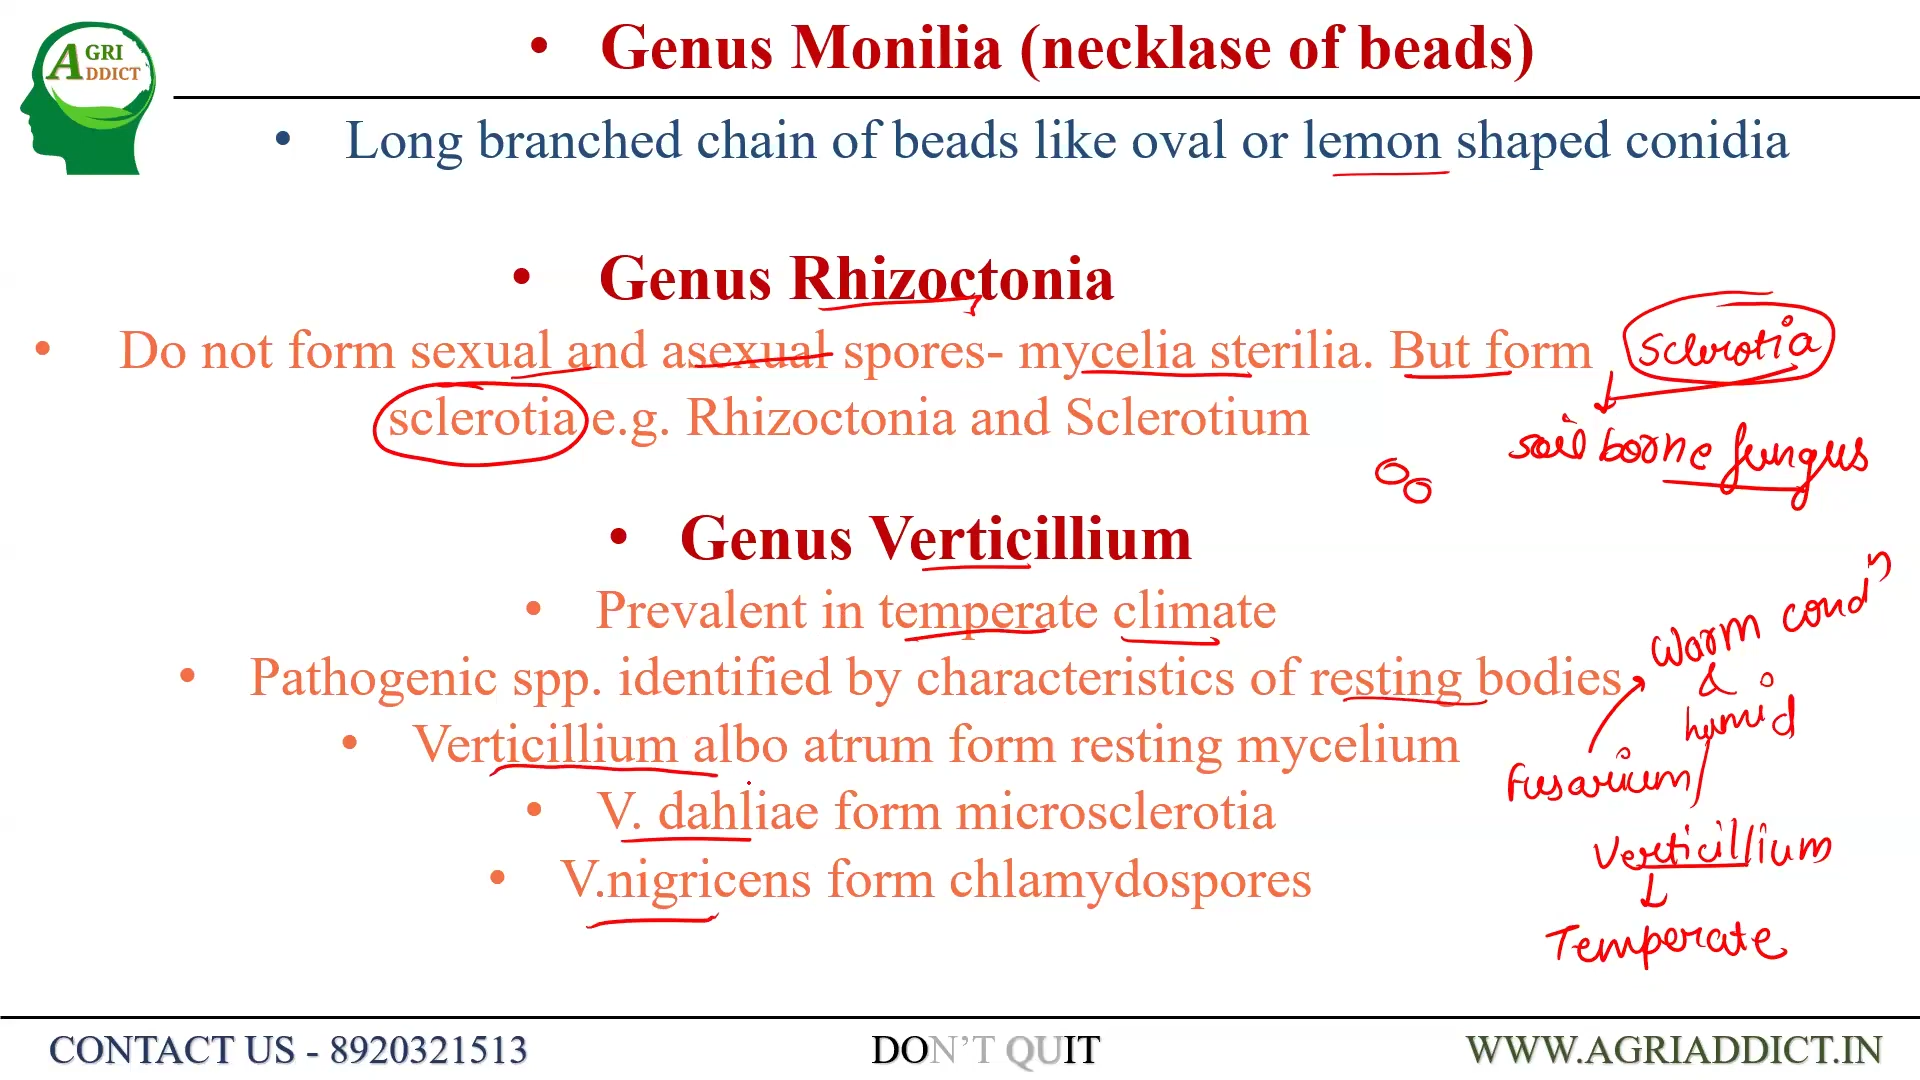 AGRI
ADDICT
• Genus Monilia (necklase of beads)
• Long branched chain of beads like oval or lemon shaped conidia
• Genus Rhizoctonia
• Do not form sexual and asexual spores- mycelia sterilia. But form
sclerotia e.g. Rhizoctonia and Sclerotium
Sclerotia
soil borne fungus
• Genus Verticillium
• Prevalent in temperate climate
• Pathogenic spp. identified by characteristics of resting bodies
• Verticillium albo atrum form resting mycelium
• V. dahliae form microsclerotia
• V.nigricens form chlamydospores
Warm condⁿ
&
humid
Fusarium
Verticillium
Temperate
CONTACT US - 8920321513
DON’T QUIT
WWW.AGRIADDICT.IN